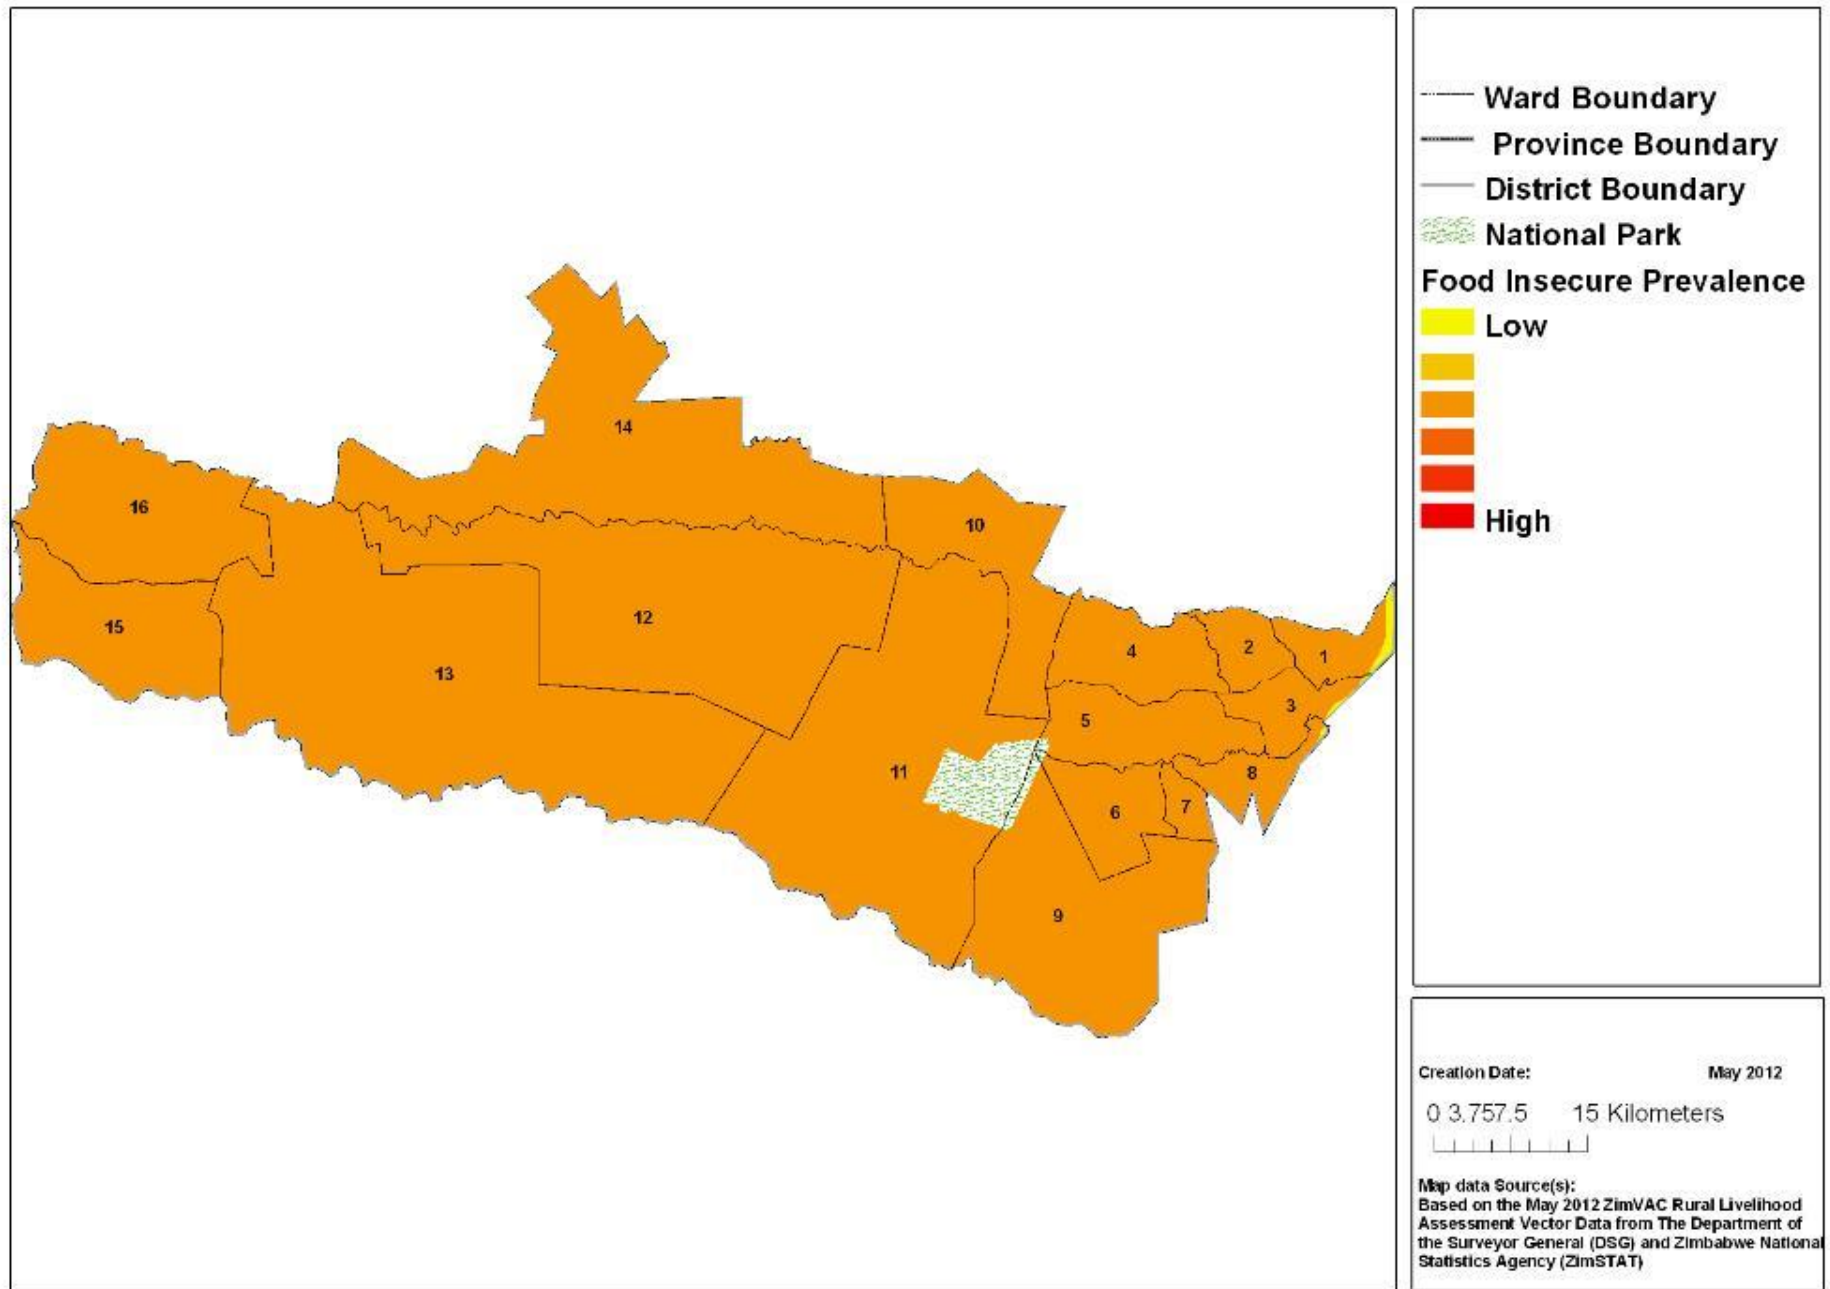 Ward Boundary
Province Boundary
District Boundary
National Park
Food Insecure Prevalence
Low
High
14
16
10
12
15
4
2
1
13
3
5
11
8
6
7
9
Creation Date: May 2012
0 3.757.5 15 Kilometers
Map data Source(s):
Based on the May 2012 ZimVAC Rural Livelihood
Assessment Vector Data from The Department of
the Surveyor General (DSG) and Zimbabwe National
Statistics Agency (ZimSTAT)